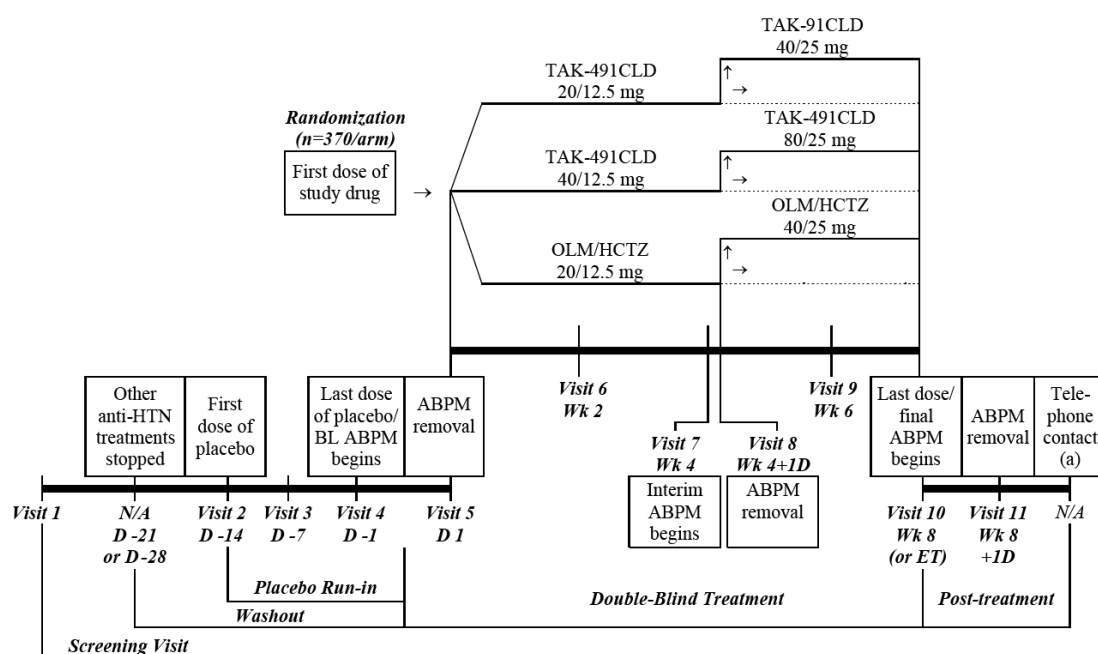 TAK-91CLD
40/25 mg
↑
→
TAK-491CLD
20/12.5 mg
Randomization
(n=370/arm)
First dose of
study drug
→
TAK-491CLD
80/25 mg
↑
→
TAK-491CLD
40/12.5 mg
OLM/HCTZ
40/25 mg
↑
→
OLM/HCTZ
20/12.5 mg
Visit 6
Wk 2
Visit 9
Wk 6
Other
anti-HTN
treatments
stopped
First
dose of
placebo
Last dose
of placebo/
BL ABPM
begins
ABPM
removal
Visit 7
Wk 4
Interim
ABPM
begins
Visit 8
Wk 4+1D
ABPM
removal
Last dose/
final
ABPM
begins
ABPM
removal
Tele-
phone
contact
(a)
Visit 1
N/A
D -21
or D-28
Visit 2
D -14
Visit 3
D -7
Visit 4
D -1
Visit 5
D 1
Visit 10
Wk 8
(or ET)
Visit 11
Wk 8
+1D
N/A
Placebo Run-in
Washout
Double-Blind Treatment
Post-treatment
Screening Visit